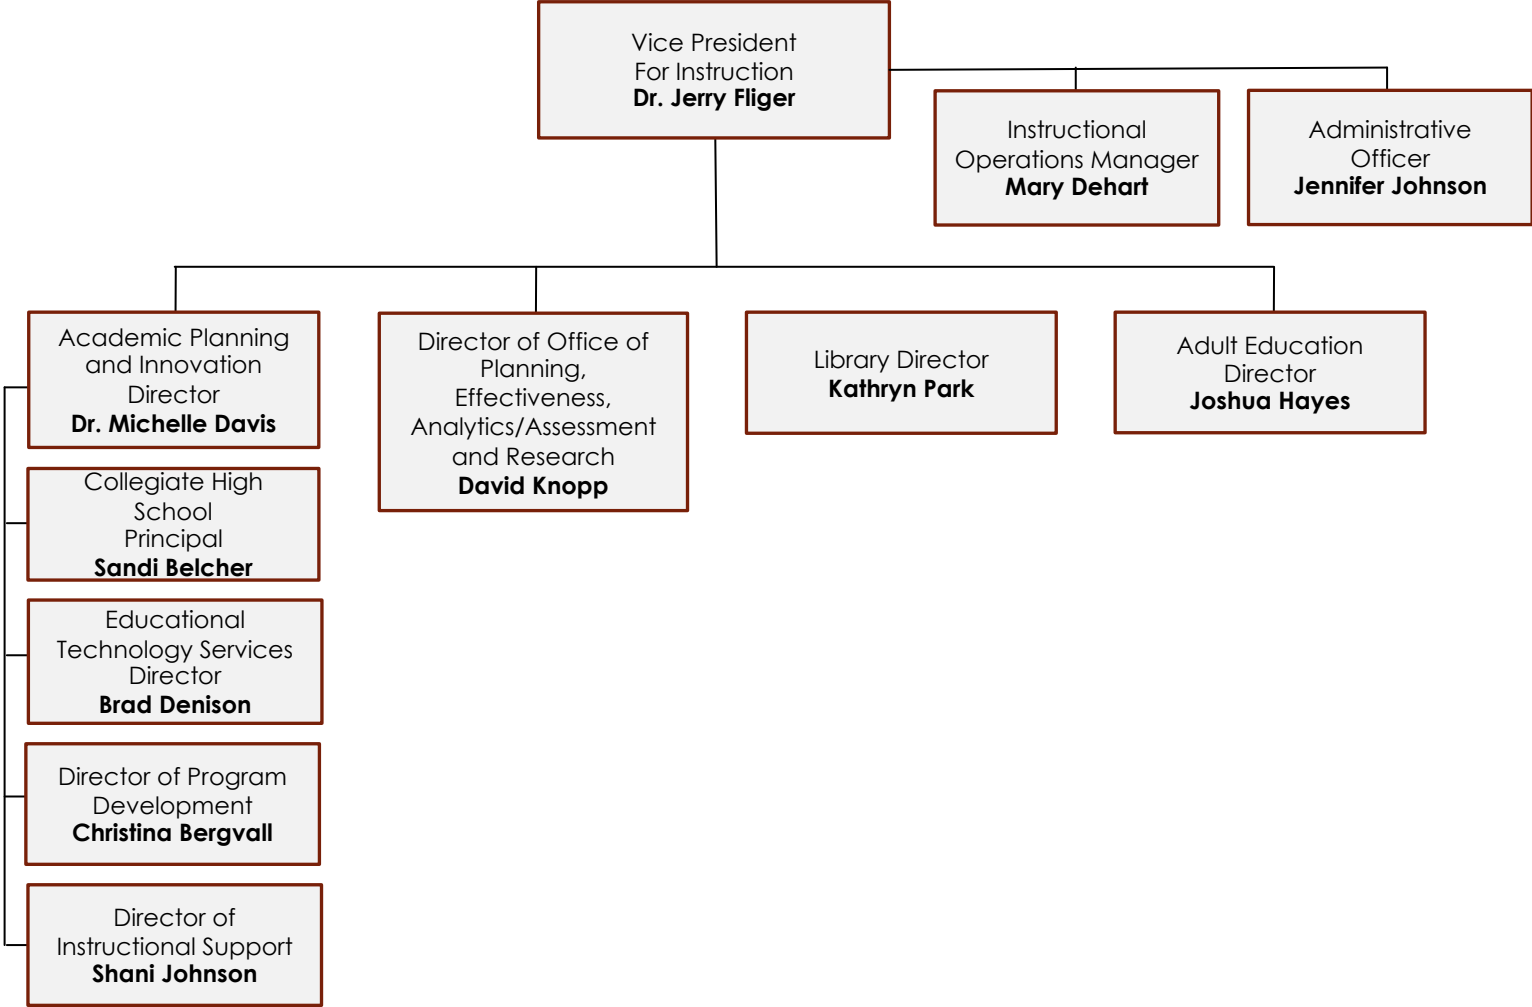 Vice President
For Instruction
Dr. Jerry Fliger
Instructional
Operations Manager
Mary Dehart
Administrative
Officer
Jennifer Johnson
Academic Planning
and Innovation
Director
Dr. Michelle Davis
Director of Office of
Planning,
Effectiveness,
Analytics/Assessment
and Research
David Knopp
Library Director
Kathryn Park
Adult Education
Director
Joshua Hayes
Collegiate High
School
Principal
Sandi Belcher
Educational
Technology Services
Director
Brad Denison
Director of Program
Development
Christina Bergvall
Director of
Instructional Support
Shani Johnson